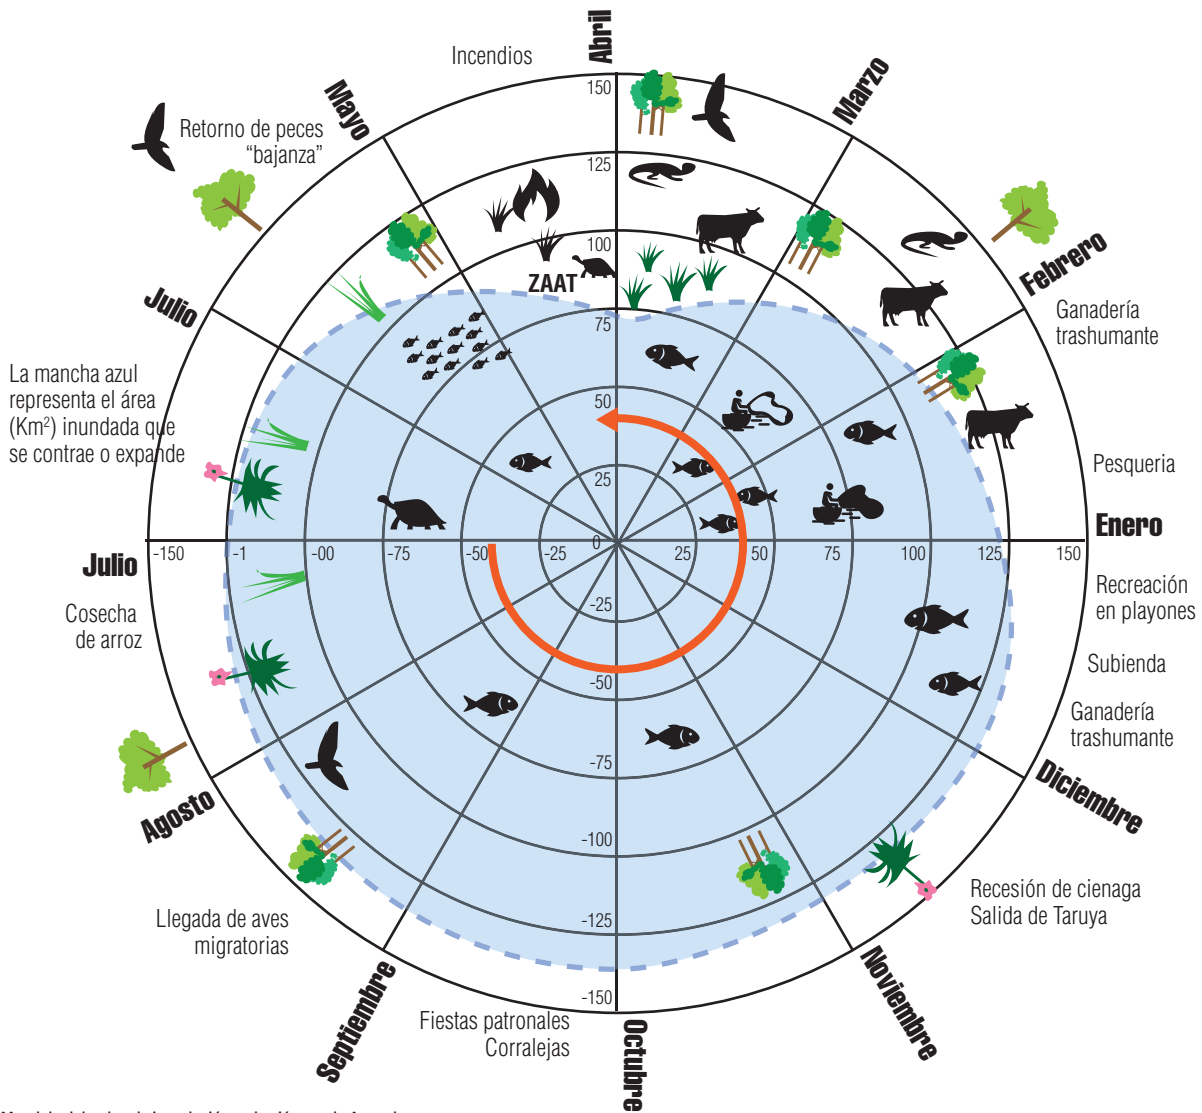 Abril
Incendios
Mayo
Marzo
Retorno de peces
“bajanza”
Febrero
Julio
ZAAT
Ganadería
trashumante
La mancha azul
representa el área
(Km²) inundada que
se contrae o expande
Pesqueria
Enero
Julio
Recreación
en playones
Cosecha
de arroz
Subienda
Ganadería
trashumante
Diciembre
Agosto
Recesión de cienaga
Salida de Taruya
Llegada de aves
migratorias
Noviembre
Septiembre
Fiestas patronales
Corralejas
Octubre
150
125
100
75
50
25
0
-25
-50
-75
-100
-125
-150
-150
-1
-00
-75
-50
-25
25
50
75
100
125
150